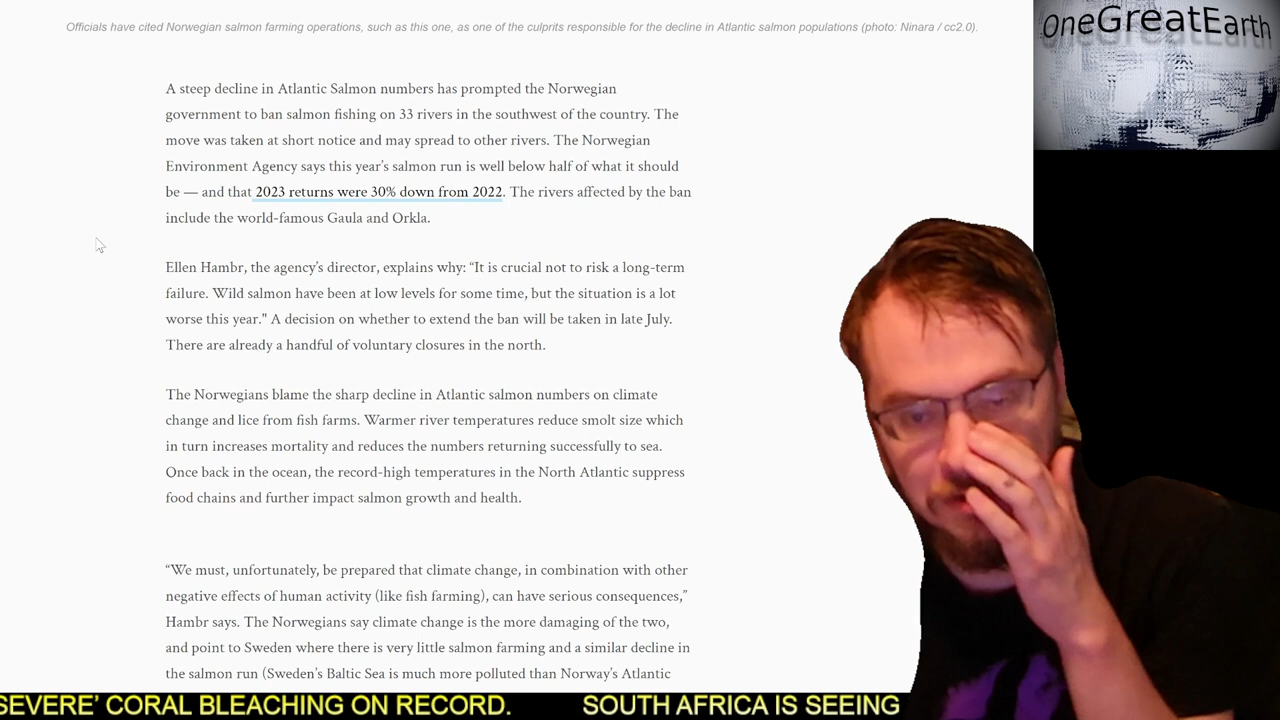 Officials have cited Norwegian salmon farming operations, such as this one, as one of the culprits responsible for the decline in Atlantic salmon populations (photo: Ninara / cc2.0).
OneGreatEarth
A steep decline in Atlantic Salmon numbers has prompted the Norwegian
government to ban salmon fishing on 33 rivers in the southwest of the country. The
move was taken at short notice and may spread to other rivers. The Norwegian
Environment Agency says this year’s salmon run is well below half of what it should
be — and that 2023 returns were 30% down from 2022. The rivers affected by the ban
include the world-famous Gaula and Orkla.
Ellen Hambr, the agency’s director, explains why: “It is crucial not to risk a long-term
failure. Wild salmon have been at low levels for some time, but the situation is a lot
worse this year." A decision on whether to extend the ban will be taken in late July.
There are already a handful of voluntary closures in the north.
The Norwegians blame the sharp decline in Atlantic salmon numbers on climate
change and lice from fish farms. Warmer river temperatures reduce smolt size which
in turn increases mortality and reduces the numbers returning successfully to sea.
Once back in the ocean, the record-high temperatures in the North Atlantic suppress
food chains and further impact salmon growth and health.
“We must, unfortunately, be prepared that climate change, in combination with other
negative effects of human activity (like fish farming), can have serious consequences,”
Hambr says. The Norwegians say climate change is the more damaging of the two,
and point to Sweden where there is very little salmon farming and a similar decline in
the salmon run (Sweden’s Baltic Sea is much more polluted than Norway’s Atlantic
SEVERE’ CORAL BLEACHING ON RECORD. SOUTH AFRICA IS SEEING